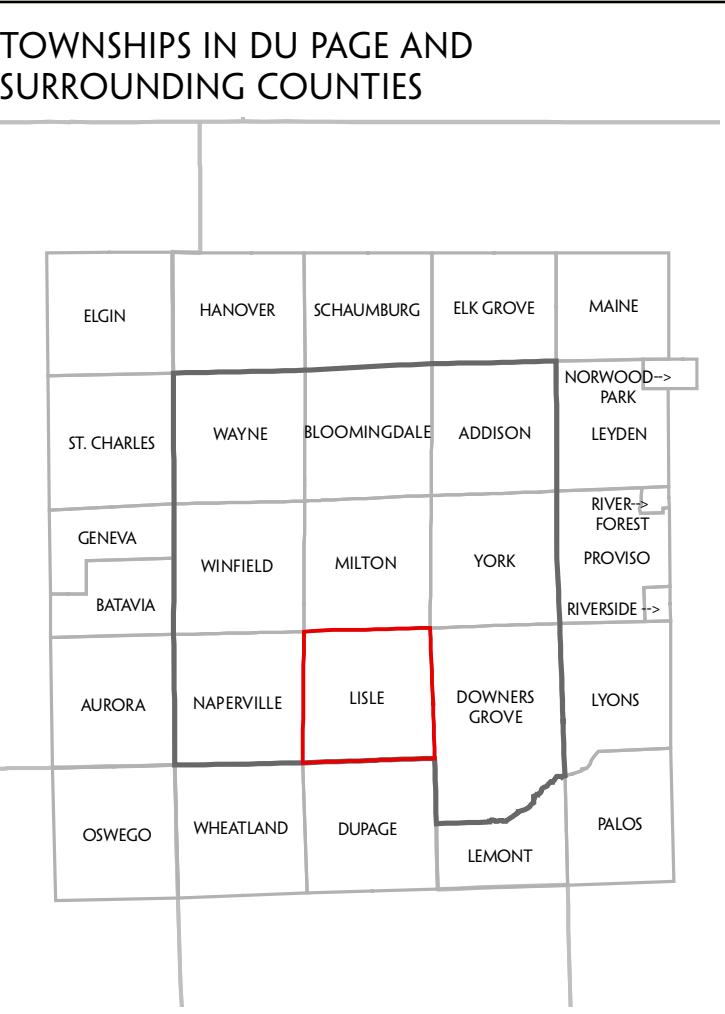 TOWNSHIPS IN DU PAGE AND
SURROUNDING COUNTIES
ELGIN
HANOVER
SCHAUMBURG
ELK GROVE
MAINE
NORWOOD-->
PARK
ST. CHARLES
WAYNE
BLOOMINGDALE
ADDISON
LEYDEN
RIVER-->
FOREST
GENEVA
WINFIELD
MILTON
YORK
PROVISO
BATAVIA
RIVERSIDE -->
AURORA
NAPERVILLE
LISLE
DOWNERS
GROVE
LYONS
OSWEGO
WHEATLAND
DUPAGE
LEMONT
PALOS